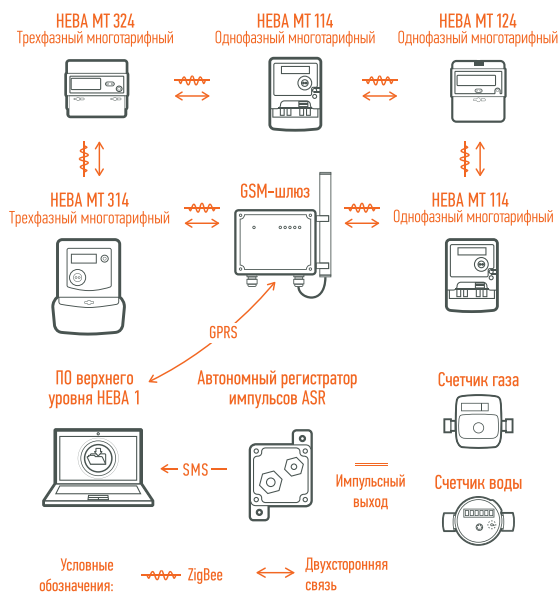 НЕВА МТ 324
Трехфазный многотарифный
НЕВА МТ 114
Однофазный многотарифный
НЕВА МТ 124
Однофазный многотарифный
НЕВА МТ 314
Трехфазный многотарифный
GSM-шлюз
НЕВА МТ 114
Однофазный многотарифный
GPRS
ПО верхнего
уровня НЕВА 1
Автономный регистратор
импульсов ASR
Счетчик газа
SMS
Импульсный
выход
Счетчик воды
Условные
обозначения:
ZigBee
Двухсторонняя
связь